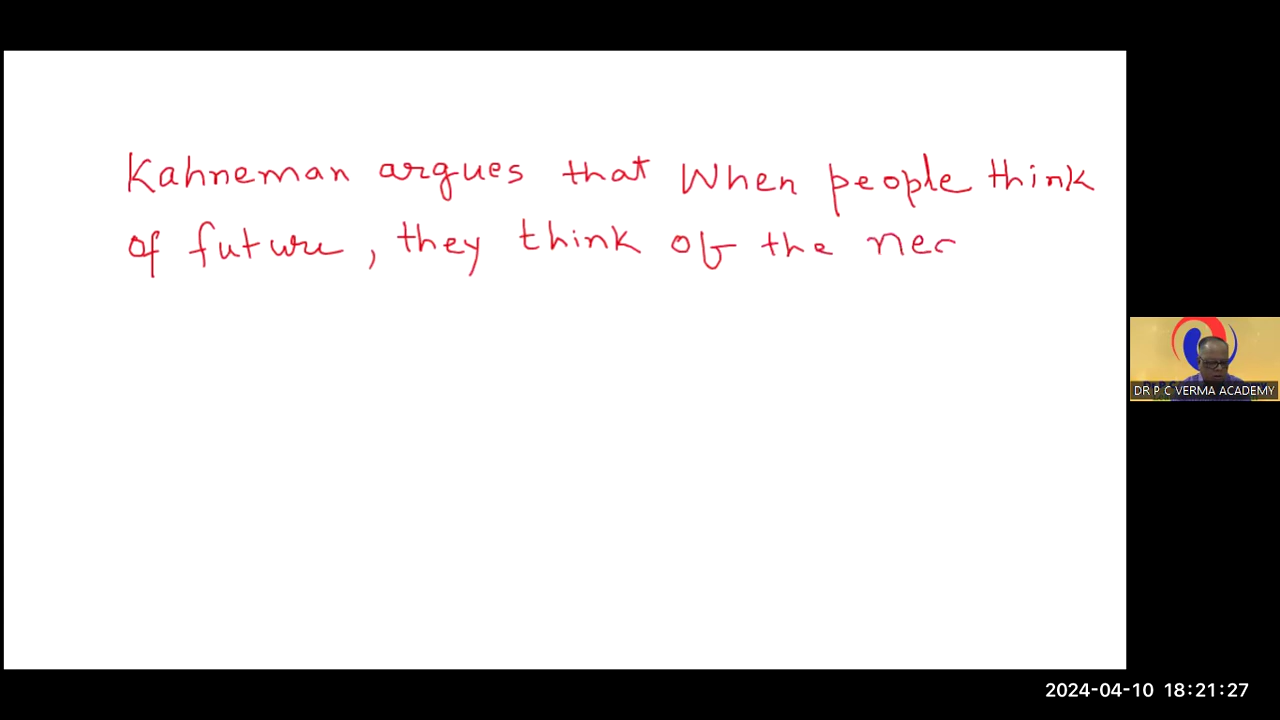 Kahneman argues that When people think
of future, they think of the nec
DR P C VERMA ACADEMY
2024-04-10 18:21:27